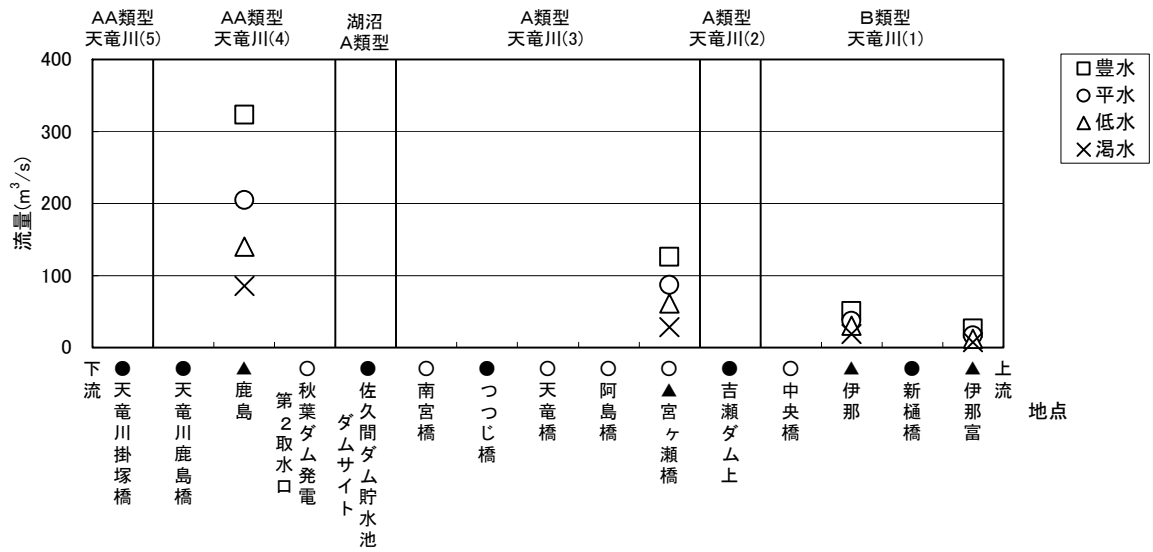 AA類型
天竜川(5)
AA類型
天竜川(4)
湖沼
A類型
A類型
天竜川(3)
A類型
天竜川(2)
B類型
天竜川(1)
流量(m³/s)
400
300
200
100
0
□豊水
○平水
△低水
×渇水
下流
●天竜川掛塚橋
●天竜川鹿島橋
▲鹿島
○秋葉ダム発電
第2取水口
●佐久間ダム貯水池
ダムサイト
○南宮橋
●つつじ橋
○天竜橋
○阿島橋
○▲宮ヶ瀬橋
●吉瀬ダム上
○中央橋
▲伊那
●新樋橋
▲伊那富
上流
地点